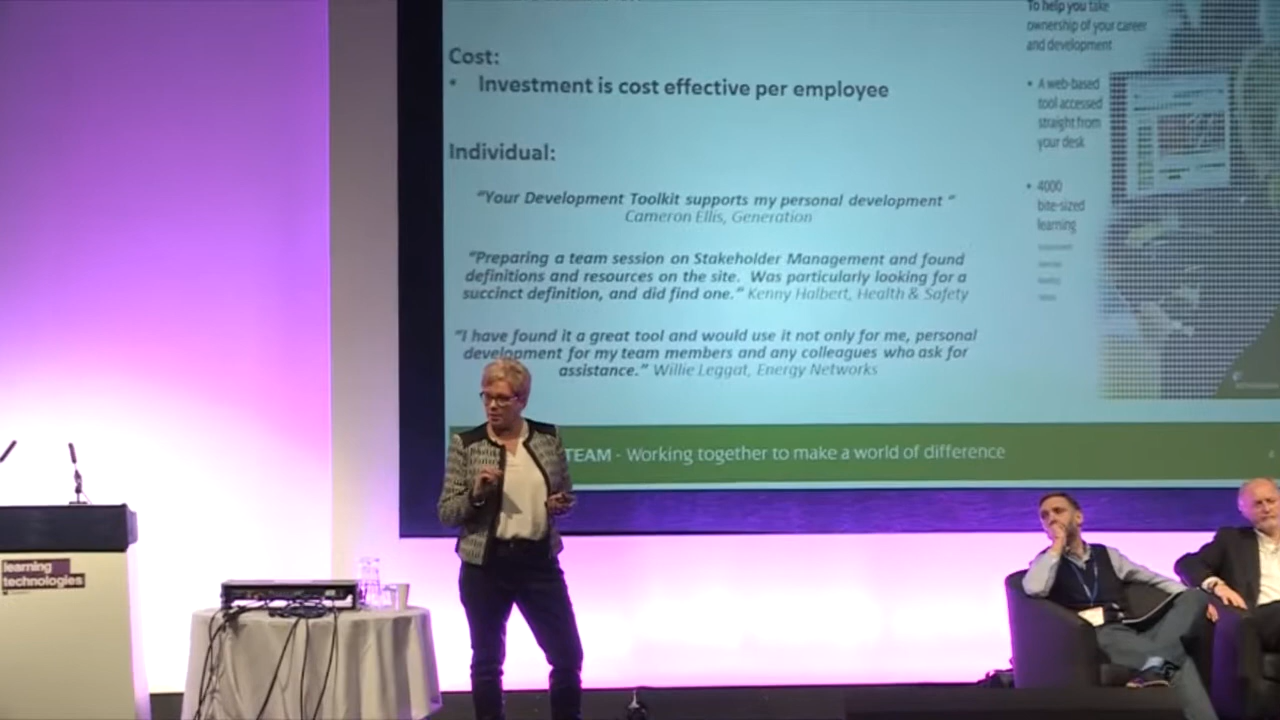 Cost:
• Investment is cost effective per employee
Individual:
"Your Development Toolkit supports my personal development "
Cameron Ellis, Generation
"Preparing a team session on Stakeholder Management and found
definitions and resources on the site. Was particularly looking for a
succinct definition, and did find one." Kenny Halbert, Health & Safety
"I have found it a great tool and would use it not only for me, personal
development for my team members and any colleagues who ask for
assistance." Willie Leggat, Energy Networks
TEAM - Working together to make a world of difference
To help you take
ownership of your career
and development
• A web-based
tool accessed
straight from
your desk
• 4000
bite-sized
learning
learning
technologies